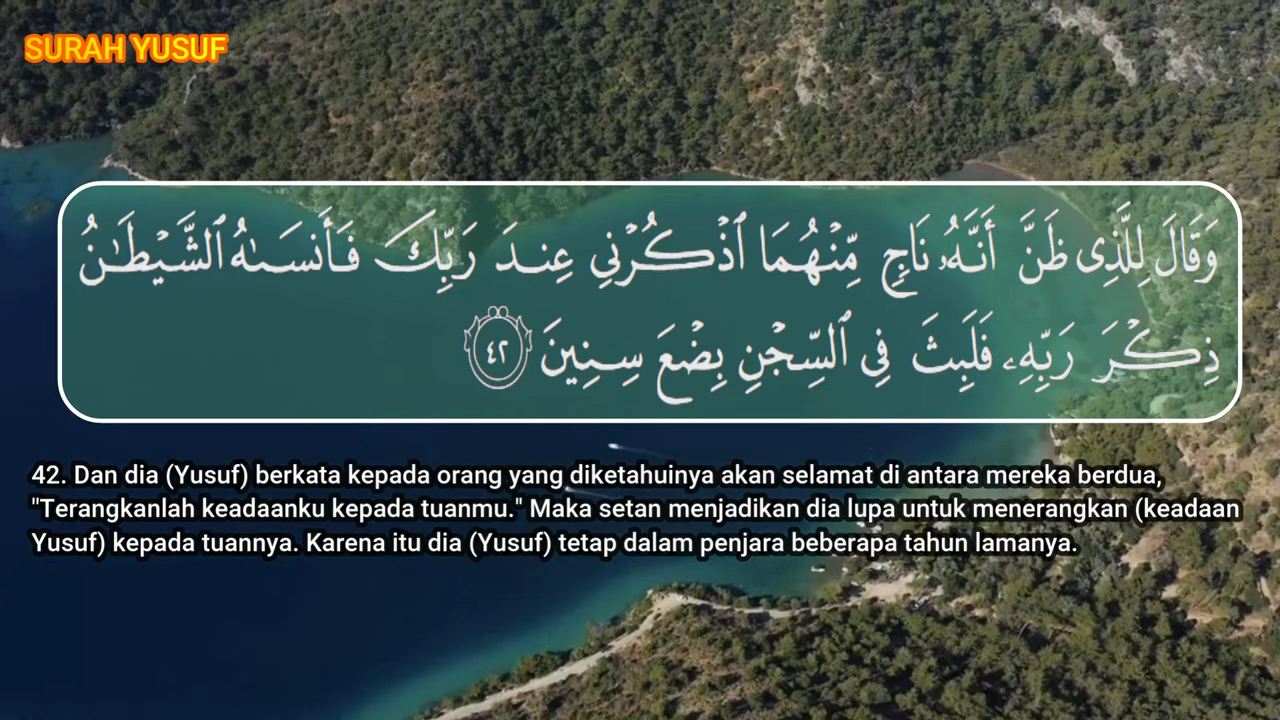 SURAH YUSUF
وَقَالَ لِلَّذِى ظَنَّ أَنَّهُۥ نَاجٍ مِّنْهُمَا ٱذْكُرْنِى عِندَ رَبِّكَ فَأَنسَىٰهُ ٱلشَّيْطَـٰنُ
ذِكْرَ رَبِّهِۦ فَلَبِثَ فِى ٱلسِّجْنِ بِضْعَ سِنِينَ ٤٢
42. Dan dia (Yusuf) berkata kepada orang yang diketahuinya akan selamat di antara mereka berdua,
"Terangkanlah keadaanku kepada tuanmu." Maka setan menjadikan dia lupa untuk menerangkan (keadaan
Yusuf) kepada tuannya. Karena itu dia (Yusuf) tetap dalam penjara beberapa tahun lamanya.